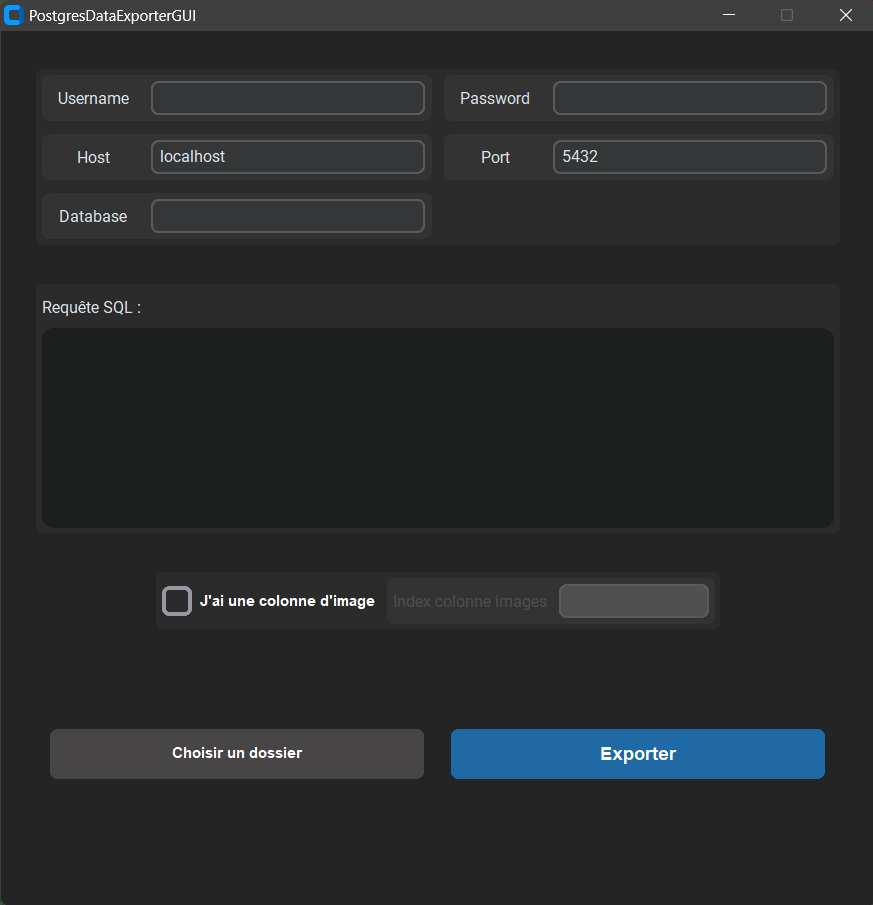 PostgresDataExporterGUI
Username
Password
Host localhost
Port 5432
Database
Requête SQL :
J'ai une colonne d'image
Index colonne images
Choisir un dossier
Exporter